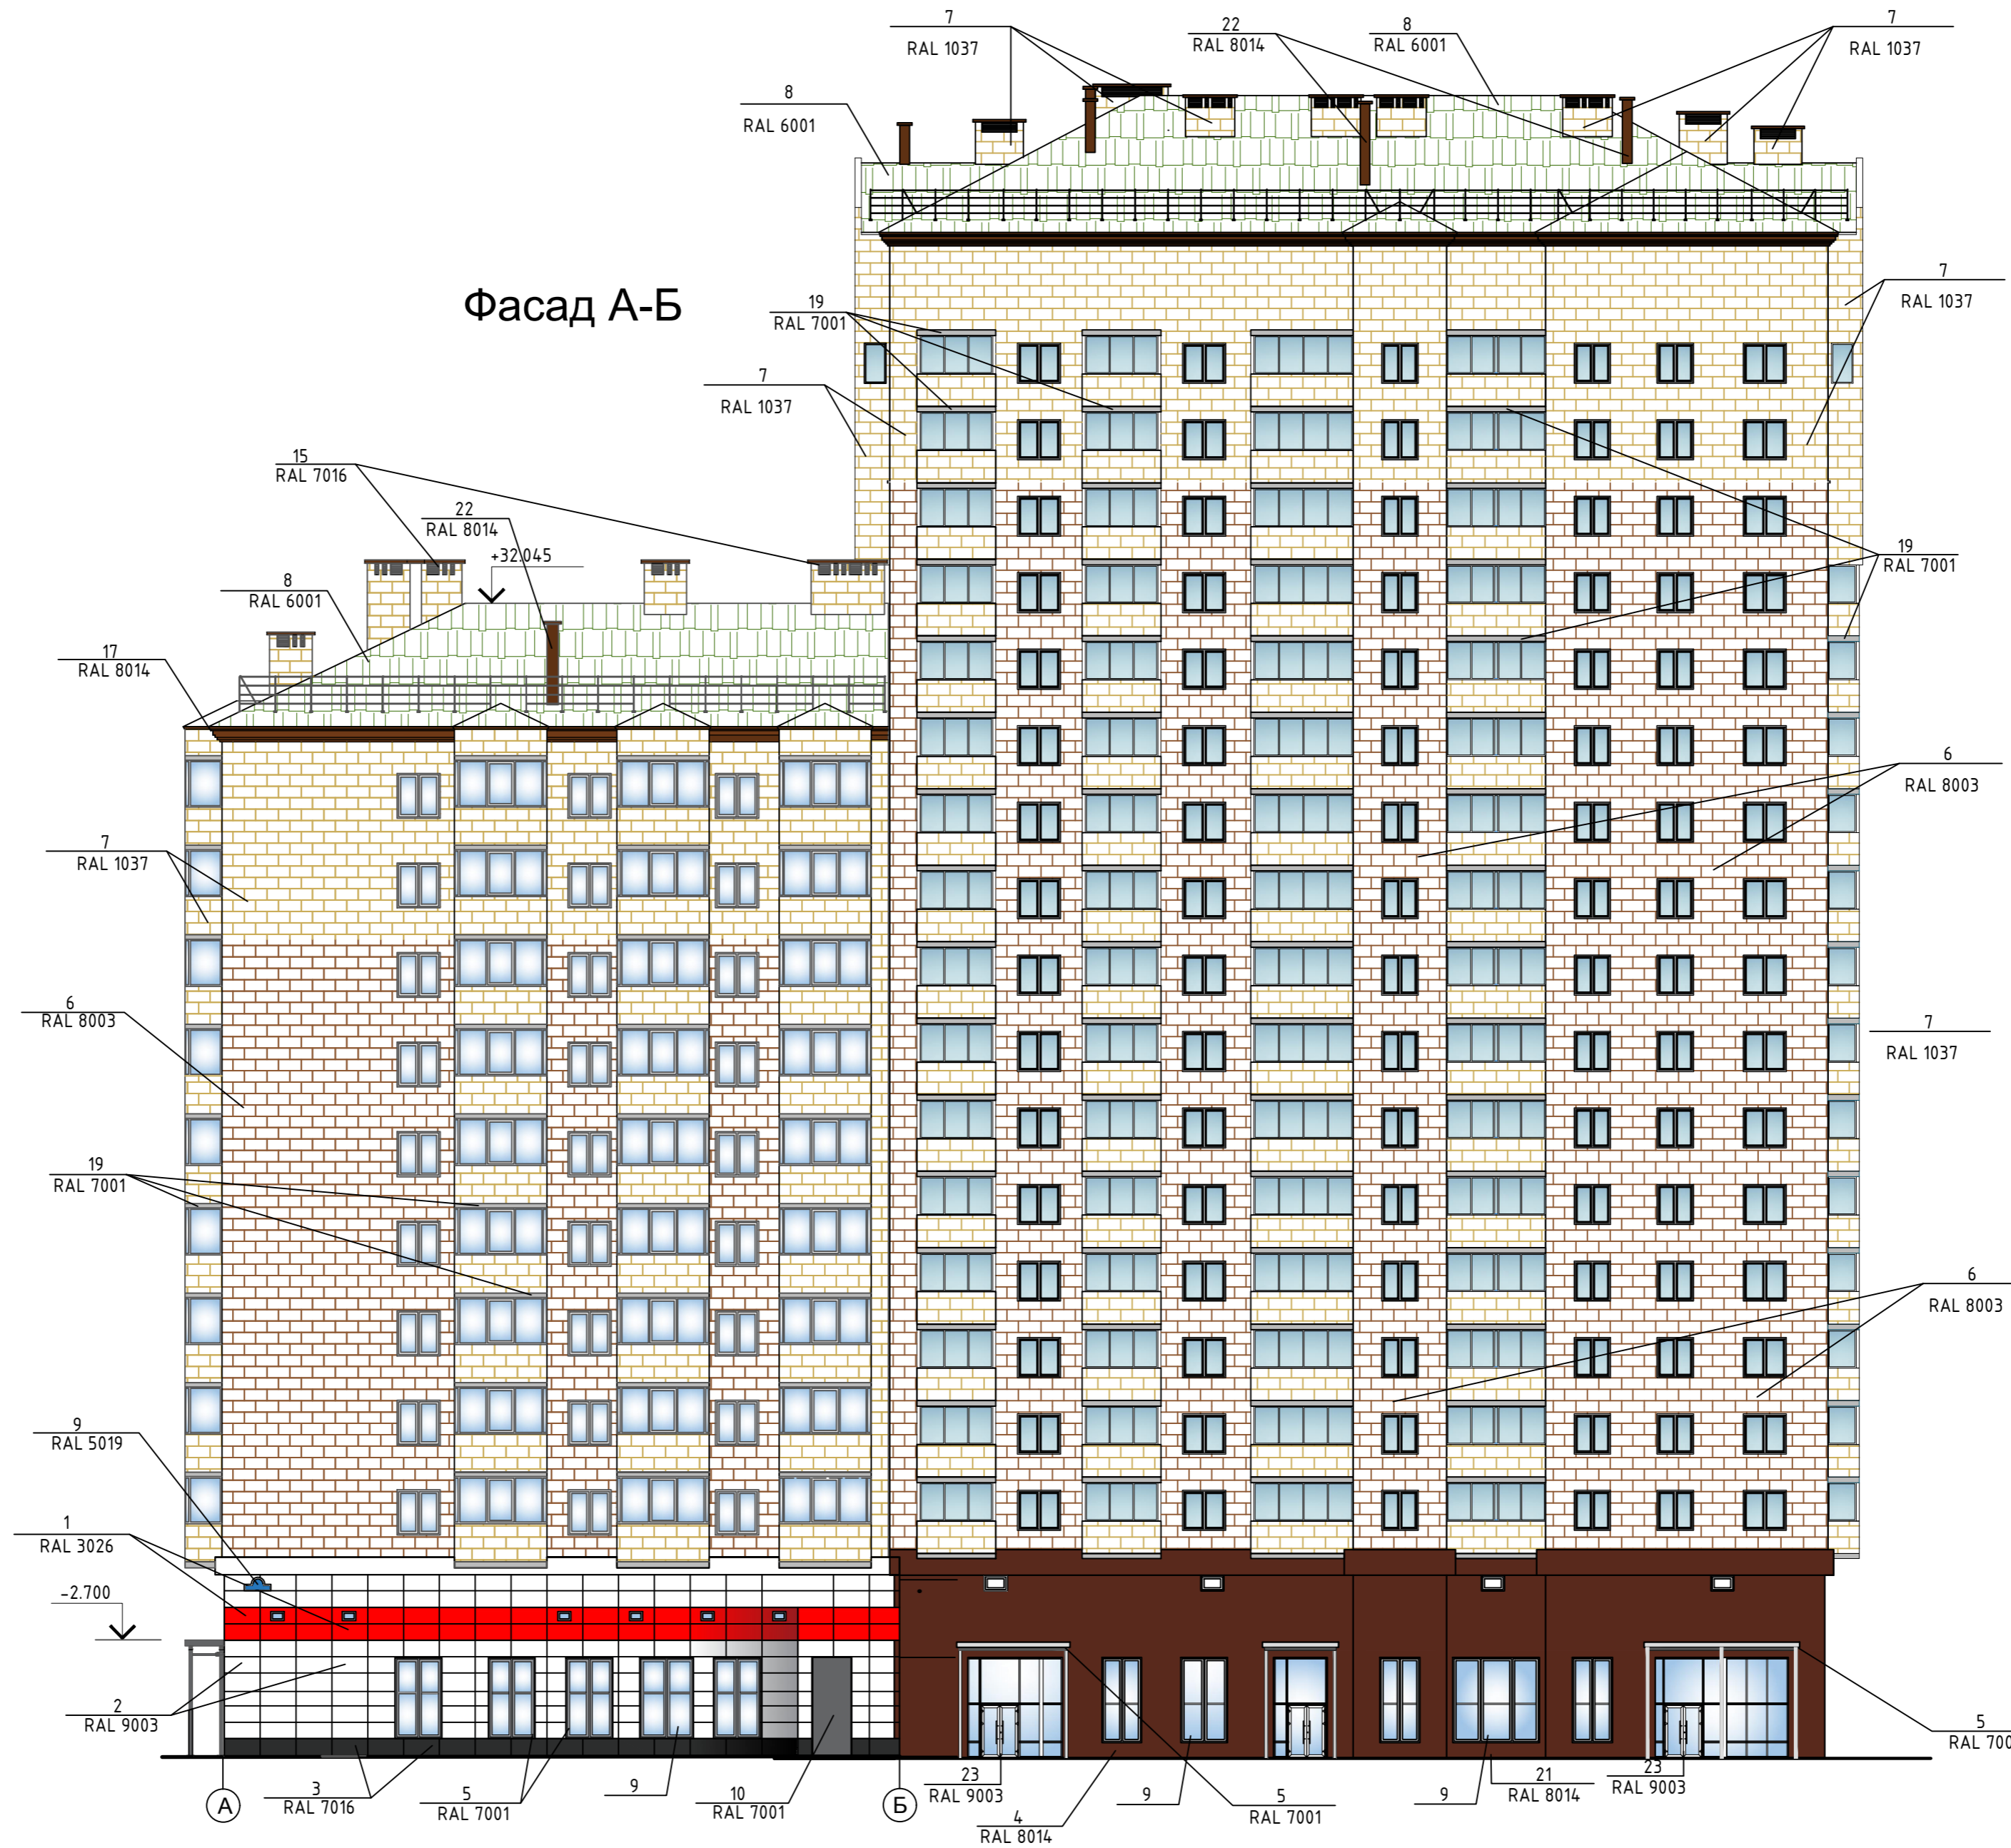 7
RAL 1037
22
RAL 8014
8
RAL 6001
7
RAL 1037
8
RAL 6001
Фасад А-Б
19
RAL 7001
7
RAL 1037
7
RAL 1037
15
RAL 7016
22
RAL 8014
+32.045
19
RAL 7001
8
RAL 6001
17
RAL 8014
6
RAL 8003
7
RAL 1037
6
RAL 8003
7
RAL 1037
19
RAL 7001
6
RAL 8003
9
RAL 5019
1
RAL 3026
-2.700
2
RAL 9003
5
RAL 700
3
RAL 7016
5
RAL 7001
9
10
RAL 7001
А
Б
23
RAL 9003
4
RAL 8014
9
5
RAL 7001
9
21
RAL 8014
23
RAL 9003